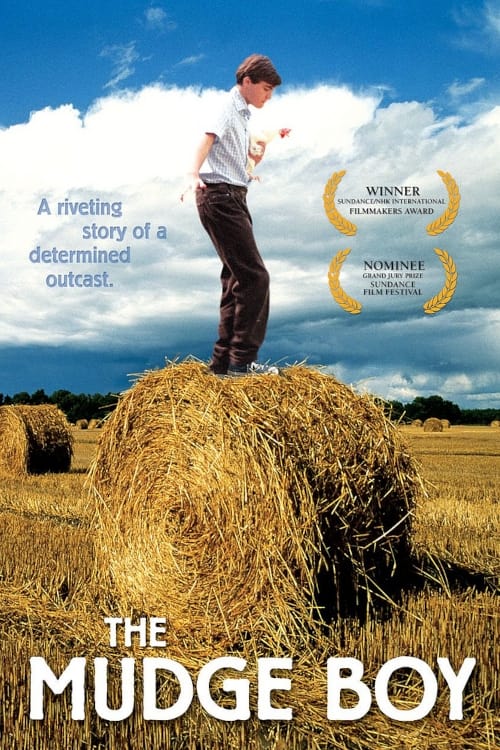 A riveting
story of a
determined
outcast.
WINNER
SUNDANCE/NHK INTERNATIONAL
FILMMAKERS AWARD
NOMINEE
GRAND JURY PRIZE
SUNDANCE
FILM FESTIVAL
THE
MUDGE BOY